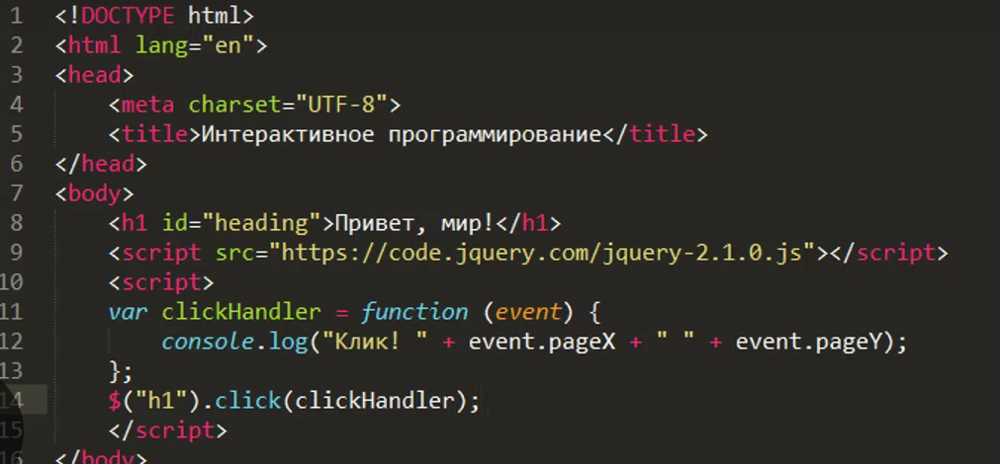 1 <!DOCTYPE html>
2 <html lang="en">
3 <head>
4     <meta charset="UTF-8">
5     <title>Интерактивное программирование</title>
6 </head>
7 <body>
8     <h1 id="heading">Привет, мир!</h1>
9     <script src="https://code.jquery.com/jquery-2.1.0.js"></script>
10     <script>
11     var clickHandler = function (event) {
12         console.log("Клик! " + event.pageX + " " + event.pageY);
13     };
14     $("h1").click(clickHandler);
15     </script>
16 </body>